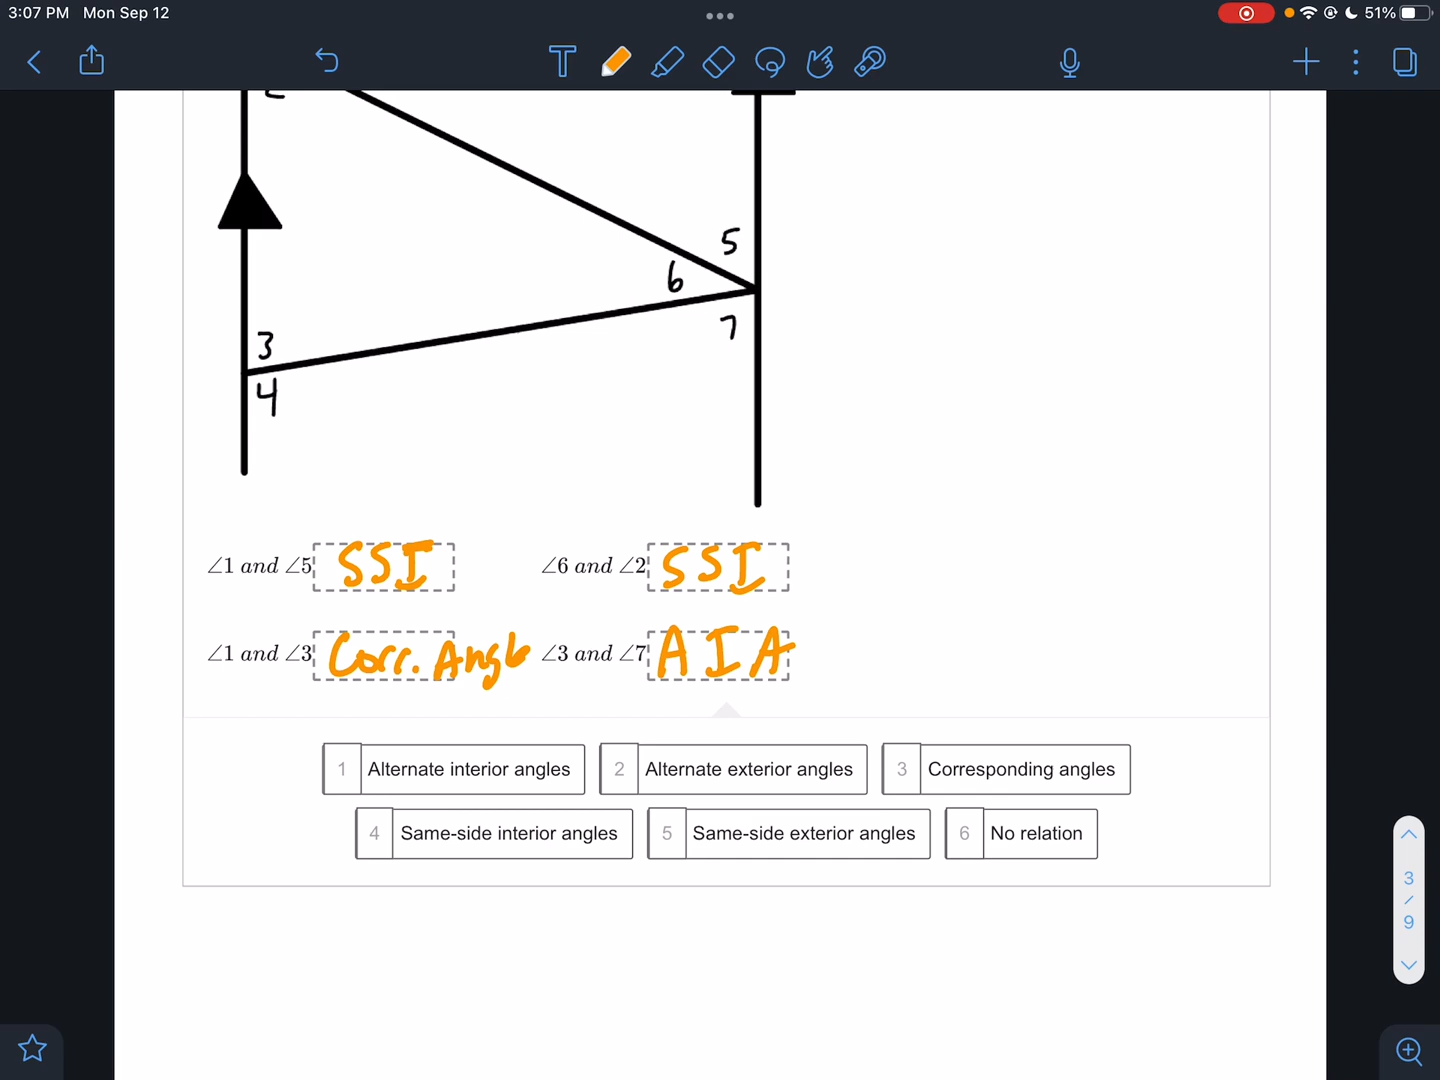 3:07 PM Mon Sep 12
51%
T
5
6
7
3
4
∠1 and ∠5 SSI ∠6 and ∠2 SSI
∠1 and ∠3 Corr. Angle ∠3 and ∠7 AIA
1 Alternate interior angles 2 Alternate exterior angles 3 Corresponding angles
4 Same-side interior angles 5 Same-side exterior angles 6 No relation
3
/
9